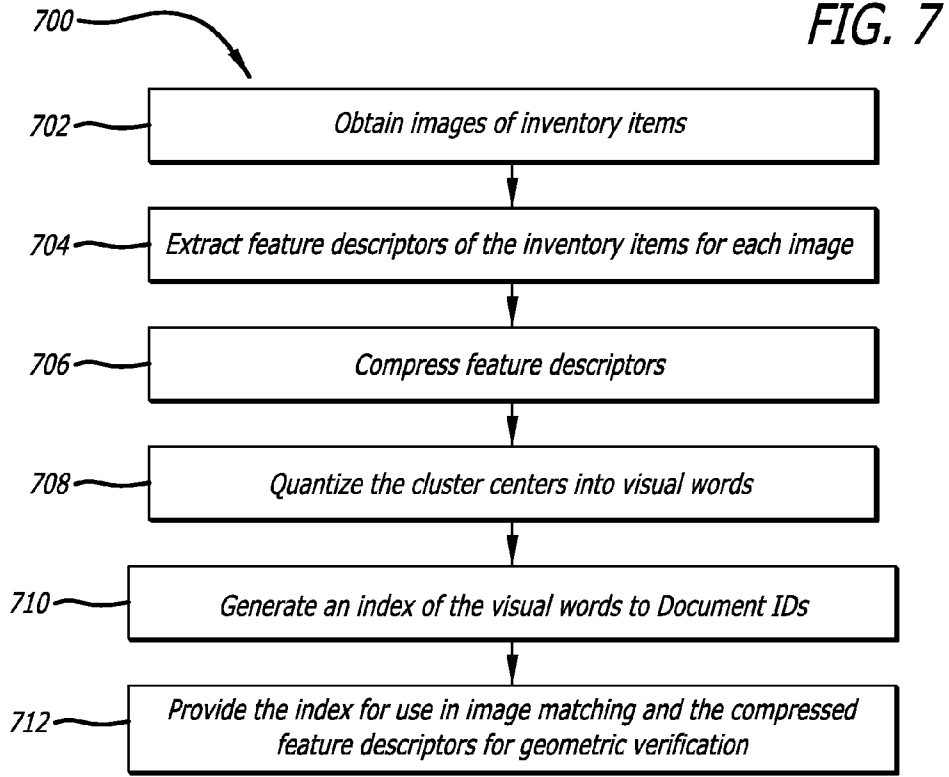 FIG. 7
700
702
Obtain images of inventory items
704
Extract feature descriptors of the inventory items for each image
706
Compress feature descriptors
708
Quantize the cluster centers into visual words
710
Generate an index of the visual words to Document IDs
712
Provide the index for use in image matching and the compressed
feature descriptors for geometric verification